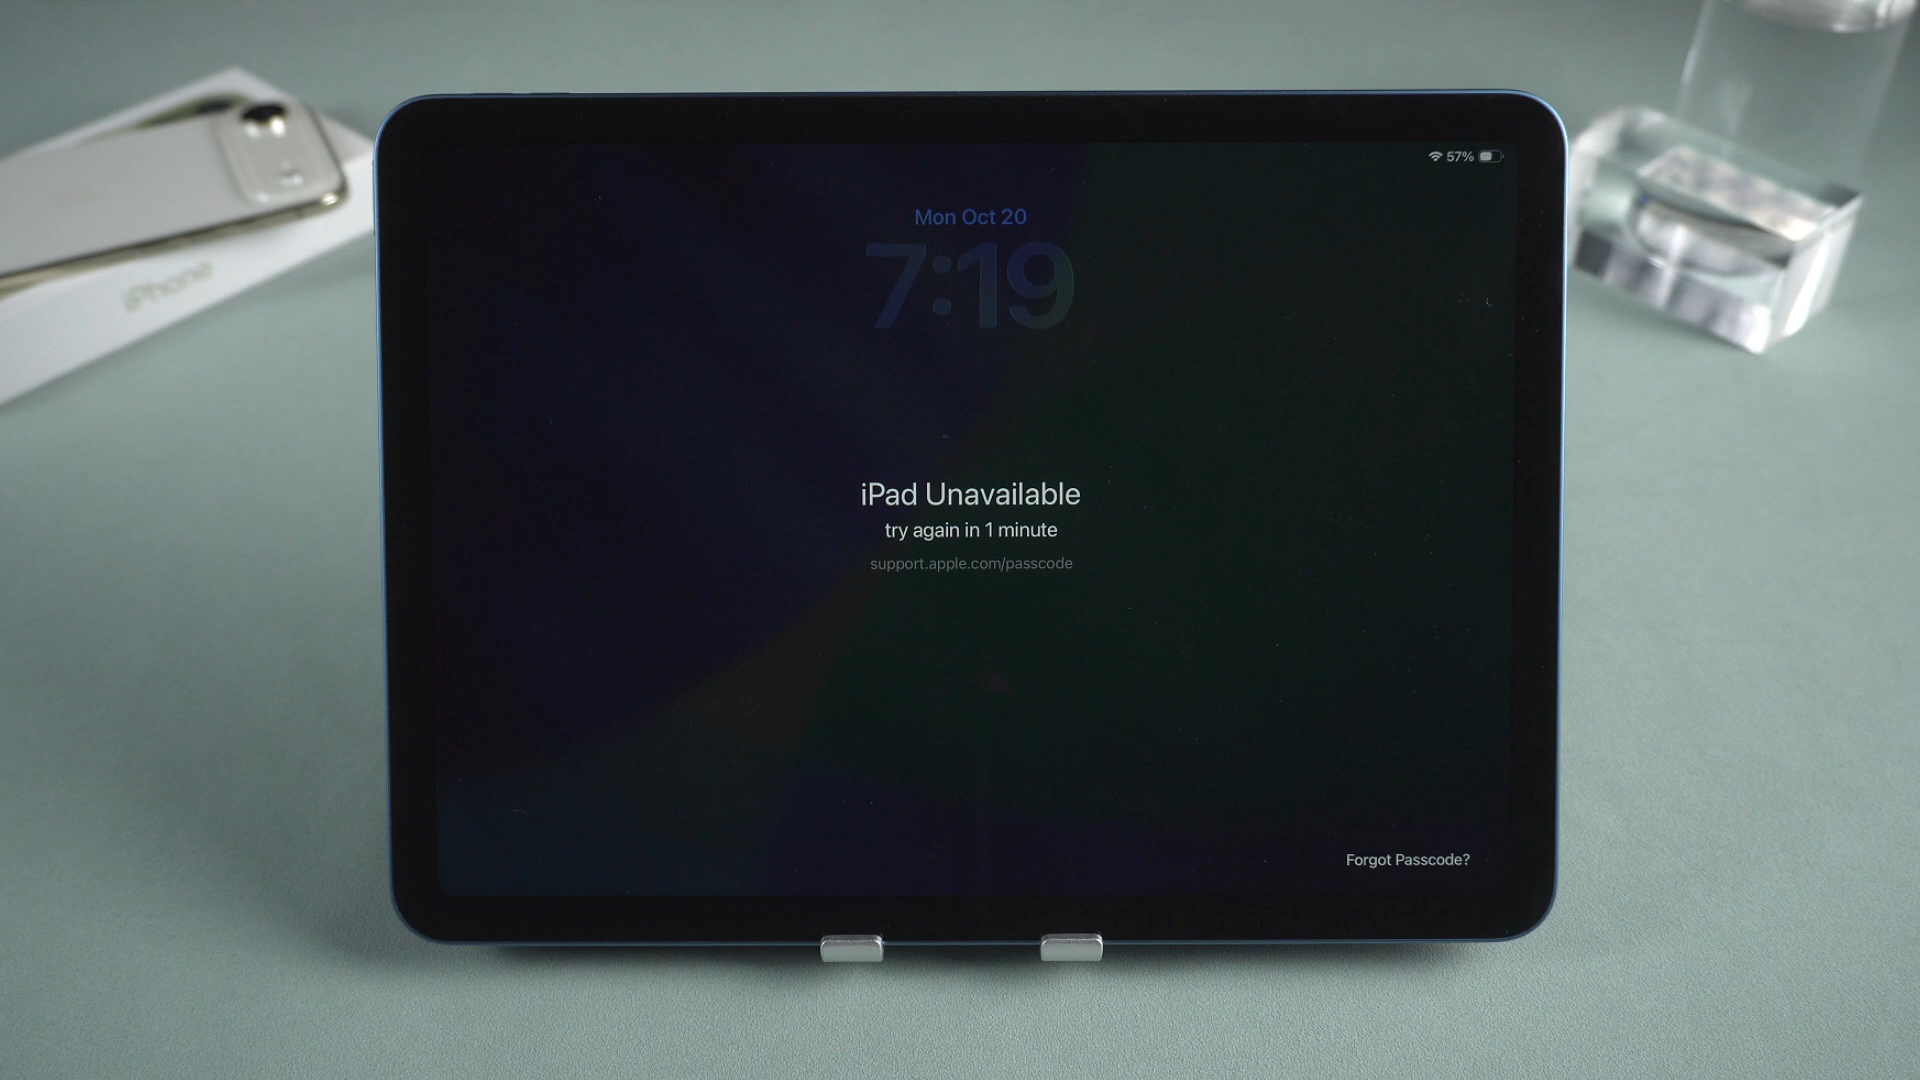 57%
Mon Oct 20
7:19
iPad Unavailable
try again in 1 minute
support.apple.com/passcode
Forgot Passcode?
iPhone